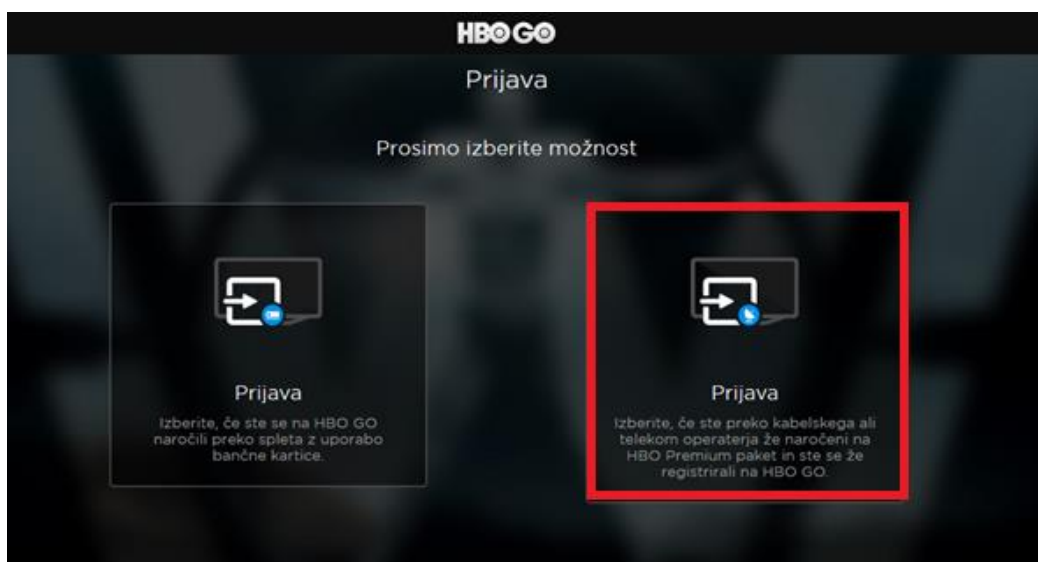 HBO GO
Prijava
Prosimo izberite možnost
Prijava
Izberite, če ste se na HBO GO
naročili preko spleta z uporabo
bančne kartice.
Prijava
Izberite, če ste preko kabelskega ali
telekom operaterja že naročeni na
HBO Premium paket in ste se že
registrirali na HBO GO.